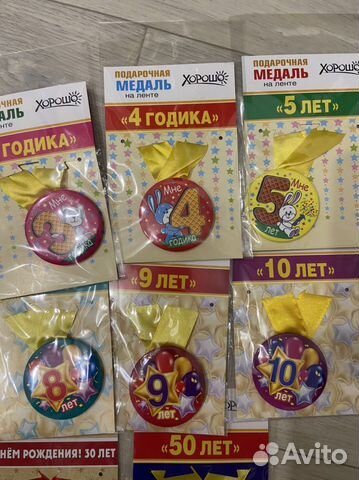 ПОДАРОЧНАЯ
МЕДАЛЬ
на ленте
ХОРОШО
«4 ГОДИКА»
Мне
4
годика
ПОДАРОЧНАЯ
МЕДАЛЬ
на ленте
ХОРОШО
«5 ЛЕТ»
Мне
5
лет
на ленте
ХОРОШО
ГОДИКА»
Мне
3
годика
8
лет
«9 ЛЕТ»
9
лет
«10 ЛЕТ»
10
лет
НЁМ РОЖДЕНИЯ! 30 ЛЕТ
«50 ЛЕТ»
Avito